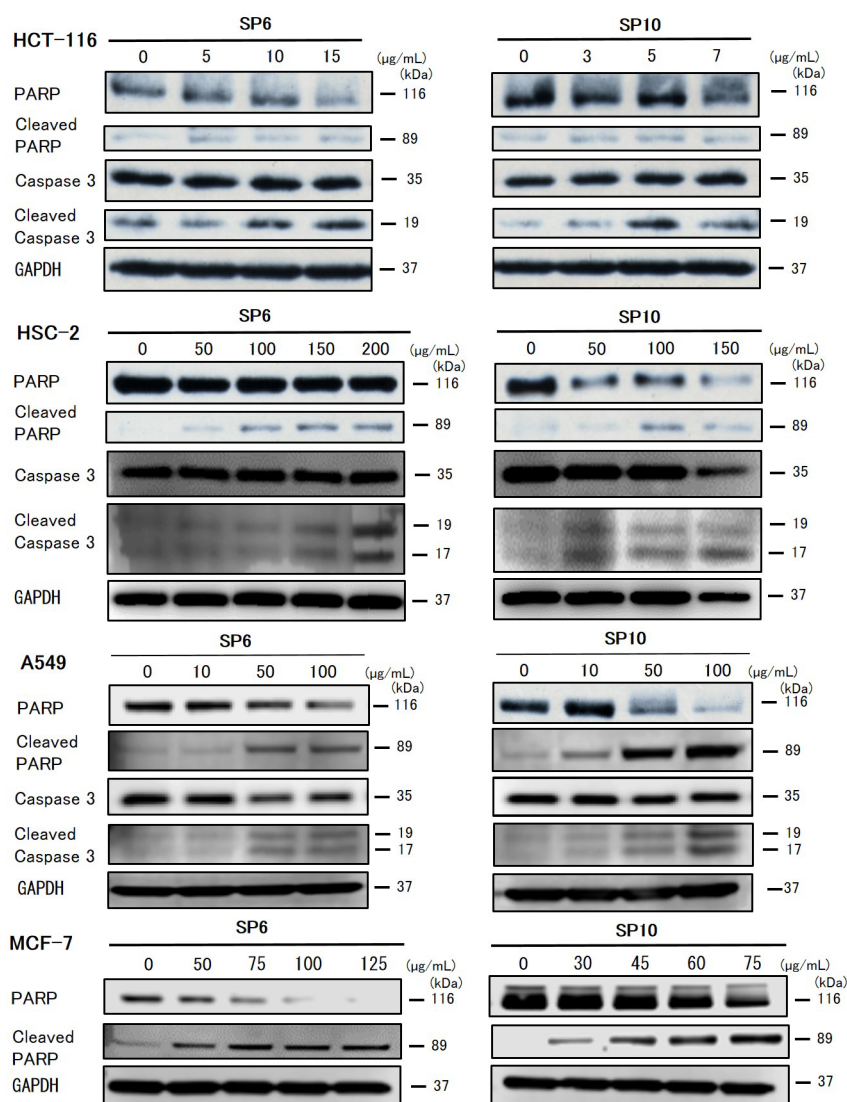 HCT-116
SP6
SP10
0 5 10 15 (μg/mL)
0 3 5 7 (μg/mL)
(kDa)
(kDa)
PARP — 116 — 116
Cleaved
PARP — 89 — 89
Caspase 3 — 35 — 35
Cleaved
Caspase 3 — 19 — 19
GAPDH — 37 — 37
HSC-2
SP6
SP10
0 50 100 150 200 (μg/mL)
0 50 100 150 (μg/mL)
(kDa)
(kDa)
PARP — 116 — 116
Cleaved
PARP — 89 — 89
Caspase 3 — 35 — 35
Cleaved — 19 — 19
Caspase 3 — 17 — 17
GAPDH — 37 — 37
A549
SP6
SP10
0 10 50 100 (μg/mL)
0 10 50 100 (μg/mL)
(kDa)
(kDa)
PARP — 116 — 116
Cleaved
PARP — 89 — 89
Caspase 3 — 35 — 35
Cleaved — 19 — 19
Caspase 3 — 17 — 17
GAPDH — 37 —37
MCF-7
SP6
SP10
0 50 75 100 125 (μg/mL)
0 30 45 60 75 (μg/mL)
(kDa)
(kDa)
PARP — 116 — 116
Cleaved
PARP — 89 — 89
GAPDH — 37 — 37